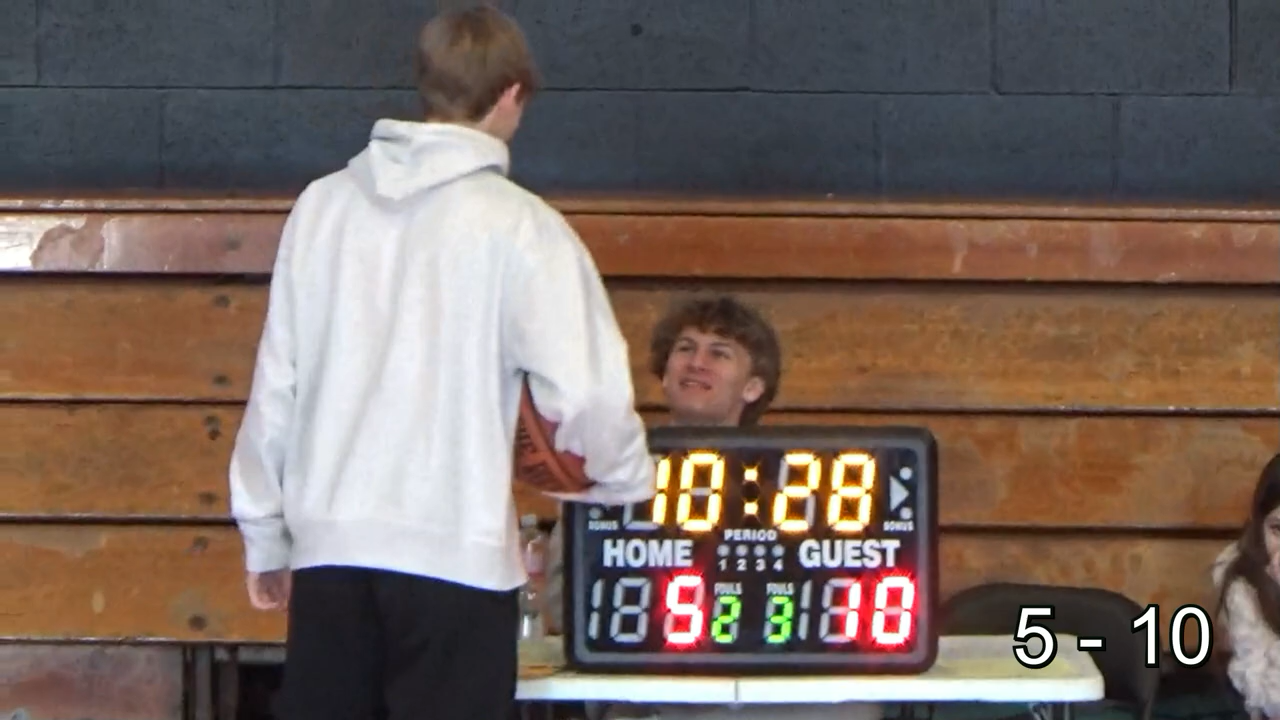 10:28
BONUS PERIOD BONUS
HOME 1 2 3 4 GUEST
FOULS FOULS
5 2 3 10
5 - 10